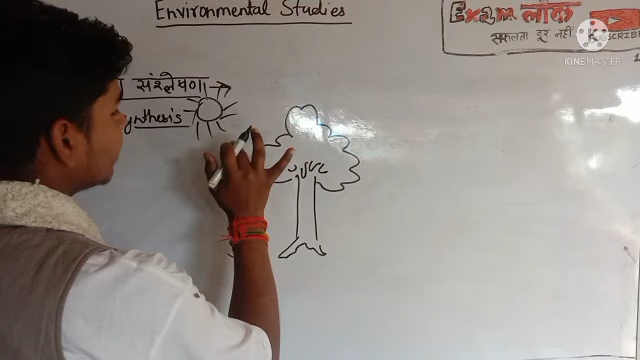 Environmental Studies
Exam लोक
सफलता दूर नहीं
KINEMASTER
संश्लेषण →
ynthesis